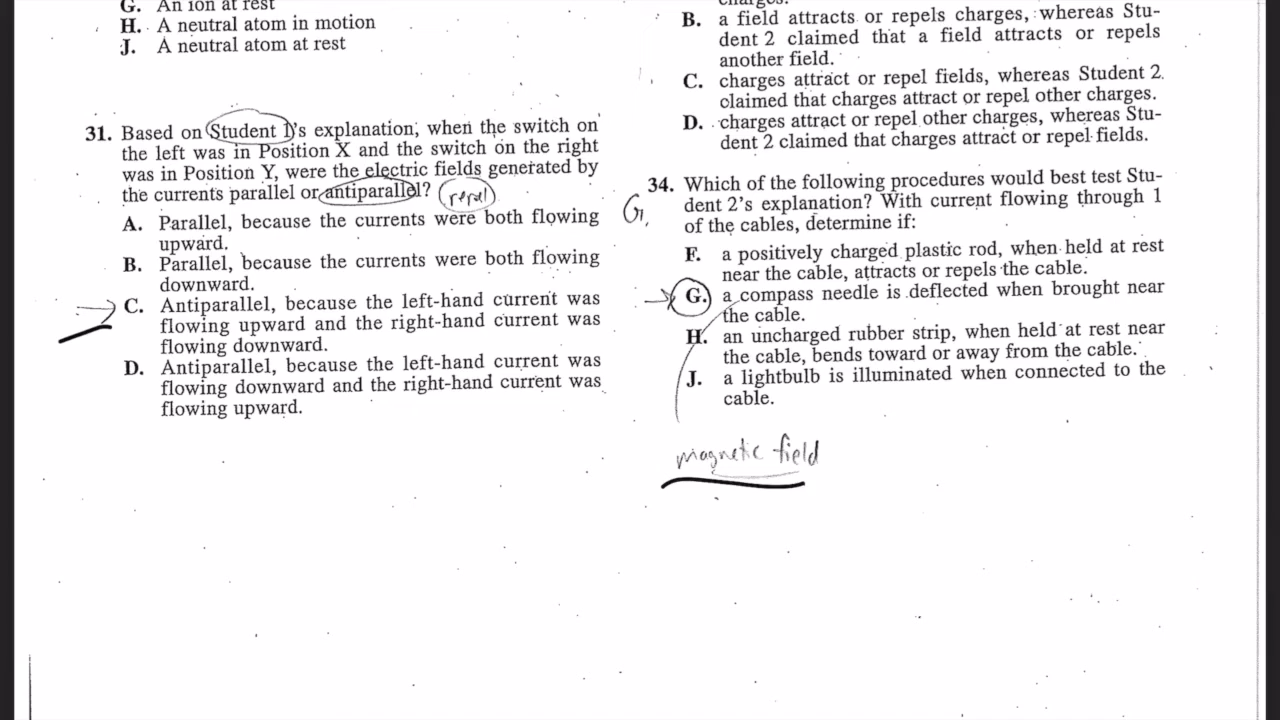 G. An ion at rest
H. A neutral atom in motion
J. A neutral atom at rest
31. Based on Student 1's explanation, when the switch on
the left was in Position X and the switch on the right
was in Position Y, were the electric fields generated by
the currents parallel or antiparallel? repel
A. Parallel, because the currents were both flowing
upward.
B. Parallel, because the currents were both flowing
downward.
C. Antiparallel, because the left-hand current was
flowing upward and the right-hand current was
flowing downward.
D. Antiparallel, because the left-hand current was
flowing downward and the right-hand current was
flowing upward.
charges.
B. a field attracts or repels charges, whereas Stu-
dent 2 claimed that a field attracts or repels
another field.
C. charges attract or repel fields, whereas Student 2
claimed that charges attract or repel other charges.
D. charges attract or repel other charges, whereas Stu-
dent 2 claimed that charges attract or repel fields.
34. Which of the following procedures would best test Stu-
dent 2's explanation? With current flowing through 1
G, of the cables, determine if:
F. a positively charged plastic rod, when held at rest
near the cable, attracts or repels the cable.
G. a compass needle is deflected when brought near
the cable.
H. an uncharged rubber strip, when held at rest near
the cable, bends toward or away from the cable.
J. a lightbulb is illuminated when connected to the
cable.
magnetic field